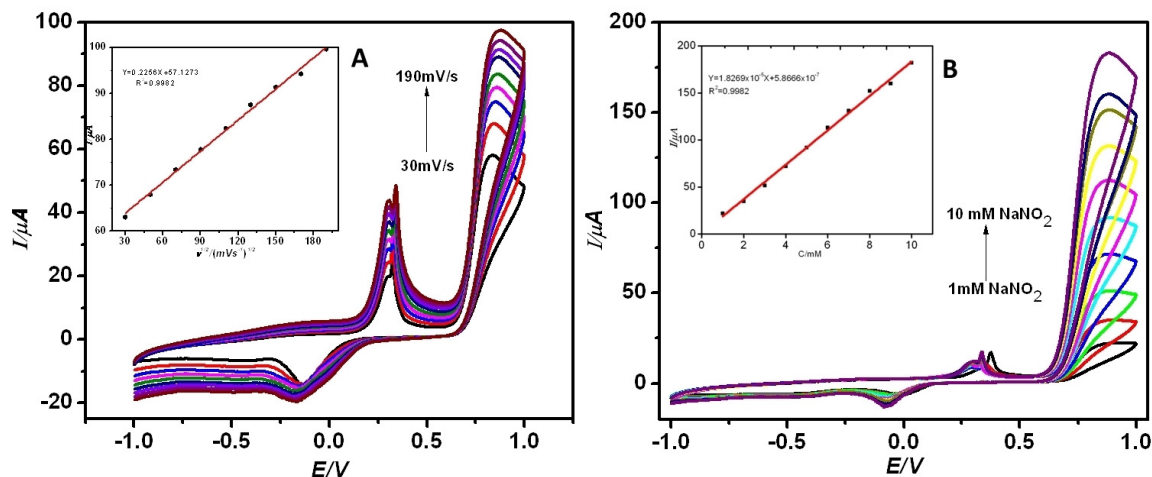 A
190mV/s
30mV/s
Y=0.2256X+57.1273
R²=0.9982
I/μA
100
90
80
70
60
30
60
90
120
150
180
v^1/2/(mVs⁻¹)^1/2
I/μA
100
80
60
40
20
0
-20
-1.0
-0.5
0.0
0.5
1.0
E/V
B
10 mM NaNO₂
1mM NaNO₂
Y=1.8269x10⁻⁵X+5.8666x10⁻⁷
R²=0.9982
I/μA
200
150
100
50
0
0
2
4
6
8
10
C/mM
I/μA
200
150
100
50
0
-1.0
-0.5
0.0
0.5
1.0
E/V